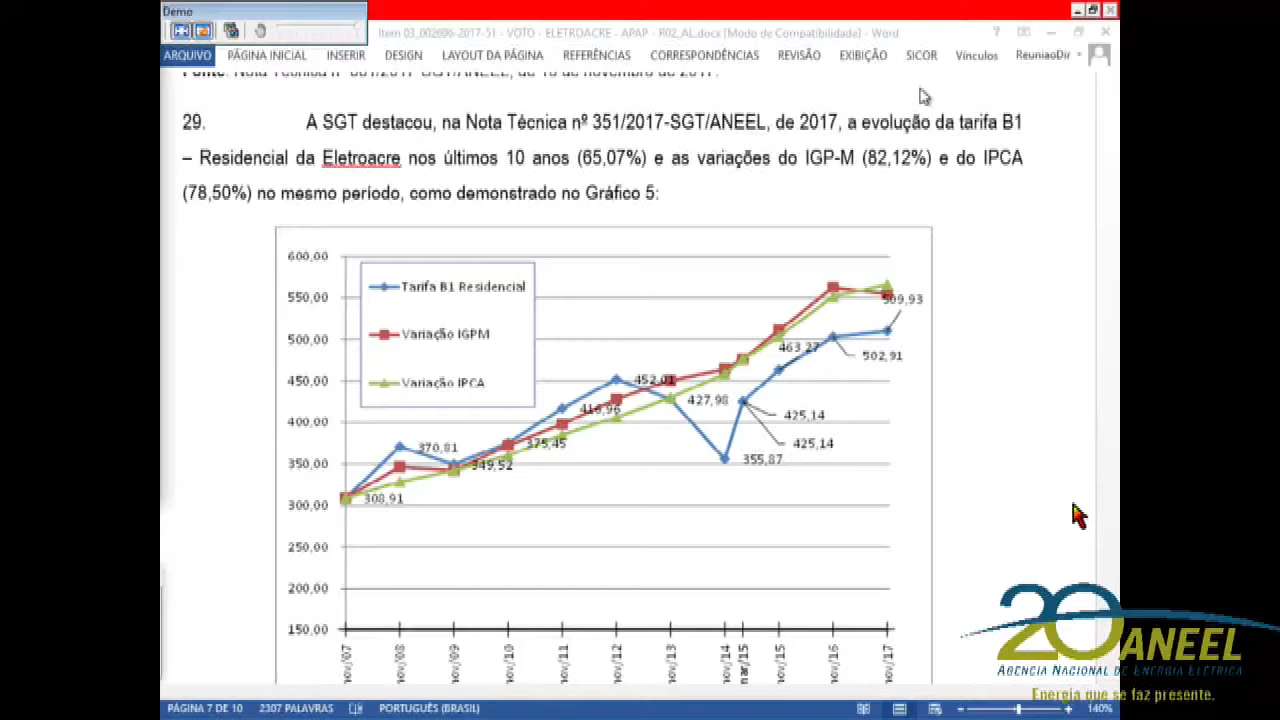 Demo
Item 03_002606-2017-51 - VOTO - ELETROACRE - APAP - R02_AL.docx [Modo de Compatibilidade] - Word
ARQUIVO PÁGINA INICIAL INSERIR DESIGN LAYOUT DA PÁGINA REFERÊNCIAS CORRESPONDÊNCIAS REVISÃO EXIBIÇÃO SICOR Vínculos ReuniaoDir
29. A SGT destacou, na Nota Técnica nº 351/2017-SGT/ANEEL, de 2017, a evolução da tarifa B1
– Residencial da Eletroacre nos últimos 10 anos (65,07%) e as variações do IGP-M (82,12%) e do IPCA
(78,50%) no mesmo período, como demonstrado no Gráfico 5:
600,00
550,00
500,00
450,00
400,00
350,00
300,00
250,00
200,00
150,00
Tarifa B1 Residencial
Variação IGPM
Variação IPCA
308,91
370,81
349,52
375,45
416,96
452,01
427,98
355,87
425,14
425,14
463,27
502,91
509,93
nov/07 nov/08 nov/09 nov/10 nov/11 nov/12 nov/13 nov/14 mar/15 nov/15 nov/16 nov/17
20 ANEEL
AGÊNCIA NACIONAL DE ENERGIA ELÉTRICA
Energia que se faz presente.
PÁGINA 7 DE 10 2307 PALAVRAS PORTUGUÊS (BRASIL) 140%